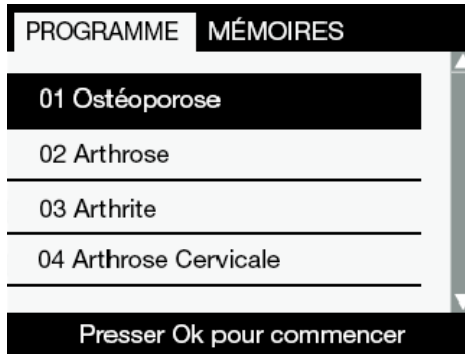 PROGRAMME MÉMOIRES
01 Ostéoporose
02 Arthrose
03 Arthrite
04 Arthrose Cervicale
Presser Ok pour commencer